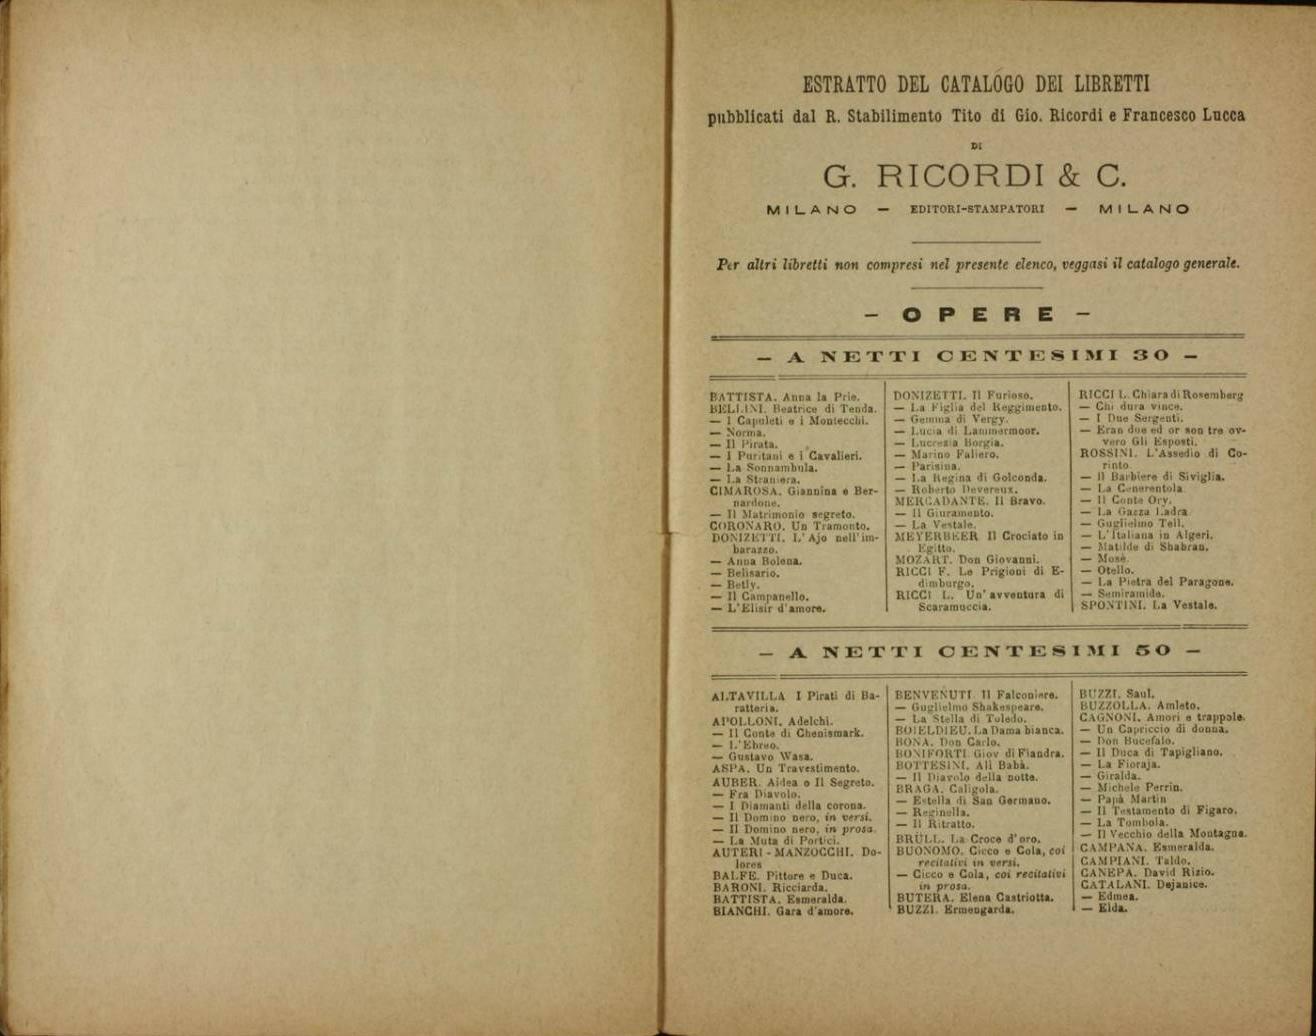 ESTRATTO DEL CATALOGO DEI LIBRETTI
pubblicati dal R. Stabilimento Tito di Gio. Ricordi e Francesco Lucca
DI
G. RICORDI & C.
MILANO — EDITORI-STAMPATORI — MILANO
Per altri libretti non compresi nel presente elenco, veggasi il catalogo generale.
– OPERE –
– A NETTI CENTESIMI 30 –
BATTISTA. Anna la Prie.
BELLINI. Beatrice di Tenda.
— I Capuleti e i Montecchi.
— Norma.
— Il Pirata.
— I Puritani e i Cavalieri.
— La Sonnambula.
— La Straniera.
CIMAROSA. Giannina e Ber-
nardone.
— Il Matrimonio segreto.
CORONARO. Un Tramonto.
DONIZETTI. L'Ajo nell'im-
barazzo.
— Anna Bolena.
— Belisario.
— Betly.
— Il Campanello.
— L'Elisir d'amore.
DONIZETTI. Il Furioso.
— La Figlia del Reggimento.
— Gemma di Vergy.
— Lucia di Lammermoor.
— Lucrezia Borgia.
— Marino Faliero.
— Parisina.
— La Regina di Golconda.
— Roberto Devereux.
MERCADANTE. Il Bravo.
— Il Giuramento.
— La Vestale.
MEYERBEER Il Crociato in
Egitto.
MOZART. Don Giovanni.
RICCI F. Le Prigioni di E-
dimburgo.
RICCI L. Un'avventura di
Scaramuccia.
RICCI L. Chiara di Rosemberg
— Chi dura vince.
— I Due Sergenti.
— Eran due ed or son tre ov-
vero Gli Esposti.
ROSSINI. L'Assedio di Co-
rinto.
— Il Barbiere di Siviglia.
— La Cenerentola
— Il Conte Ory.
— La Gazza Ladra
— Guglielmo Tell.
— L'Italiana in Algeri.
— Matilde di Shabran.
— Mosè.
— Otello.
— La Pietra del Paragone.
— Semiramide.
SPONTINI. La Vestale.
– A NETTI CENTESIMI 50 –
ALTAVILLA I Pirati di Ba-
ratteria.
APOLLONI. Adelchi.
— Il Conte di Chenismark.
— L'Ebreo.
— Gustavo Wasa.
ASPA. Un Travestimento.
AUBER. Aidea o Il Segreto.
— Fra Diavolo.
— I Diamanti della corona.
— Il Domino nero, in versi.
— Il Domino nero, in prosa.
— La Muta di Portici.
AUTERI-MANZOCCHI. Do-
lores
BALFE. Pittore e Duca.
BARONI. Ricciarda.
BATTISTA. Esmeralda.
BIANCHI. Gara d'amore.
BENVENUTI Il Falconiere.
— Guglielmo Shakespeare.
— La Stella di Toledo.
BOIELDIEU. La Dama bianca.
BONA. Don Carlo.
BONIFORTI. Giov di Fiandra.
BOTTESINI. Alì Babà.
— Il Diavolo della notte.
BRAGA. Caligola.
— Estella di San Germano.
— Reginella.
— Il Ritratto.
BRÜLL. La Croce d'oro.
BUONOMO. Cicco e Cola, coi
recitativi in versi.
— Cicco e Cola, coi recitativi
in prosa.
BUTERA. Elena Castriotta.
BUZZI. Ermengarda.
BUZZI. Saul.
BUZZOLLA. Amleto.
CAGNONI. Amori e trappole.
— Un Capriccio di donna.
— Don Bucefalo.
— Il Duca di Tapigliano.
— La Fioraja.
— Giralda.
— Michele Perrin.
— Papà Martin
— Il Testamento di Figaro.
— La Tombola.
— Il Vecchio della Montagna.
CAMPANA. Esmeralda.
CAMPIANI. Taldo.
CANEPA. David Rizio.
CATALANI. Dejanice.
— Edmea.
— Elda.